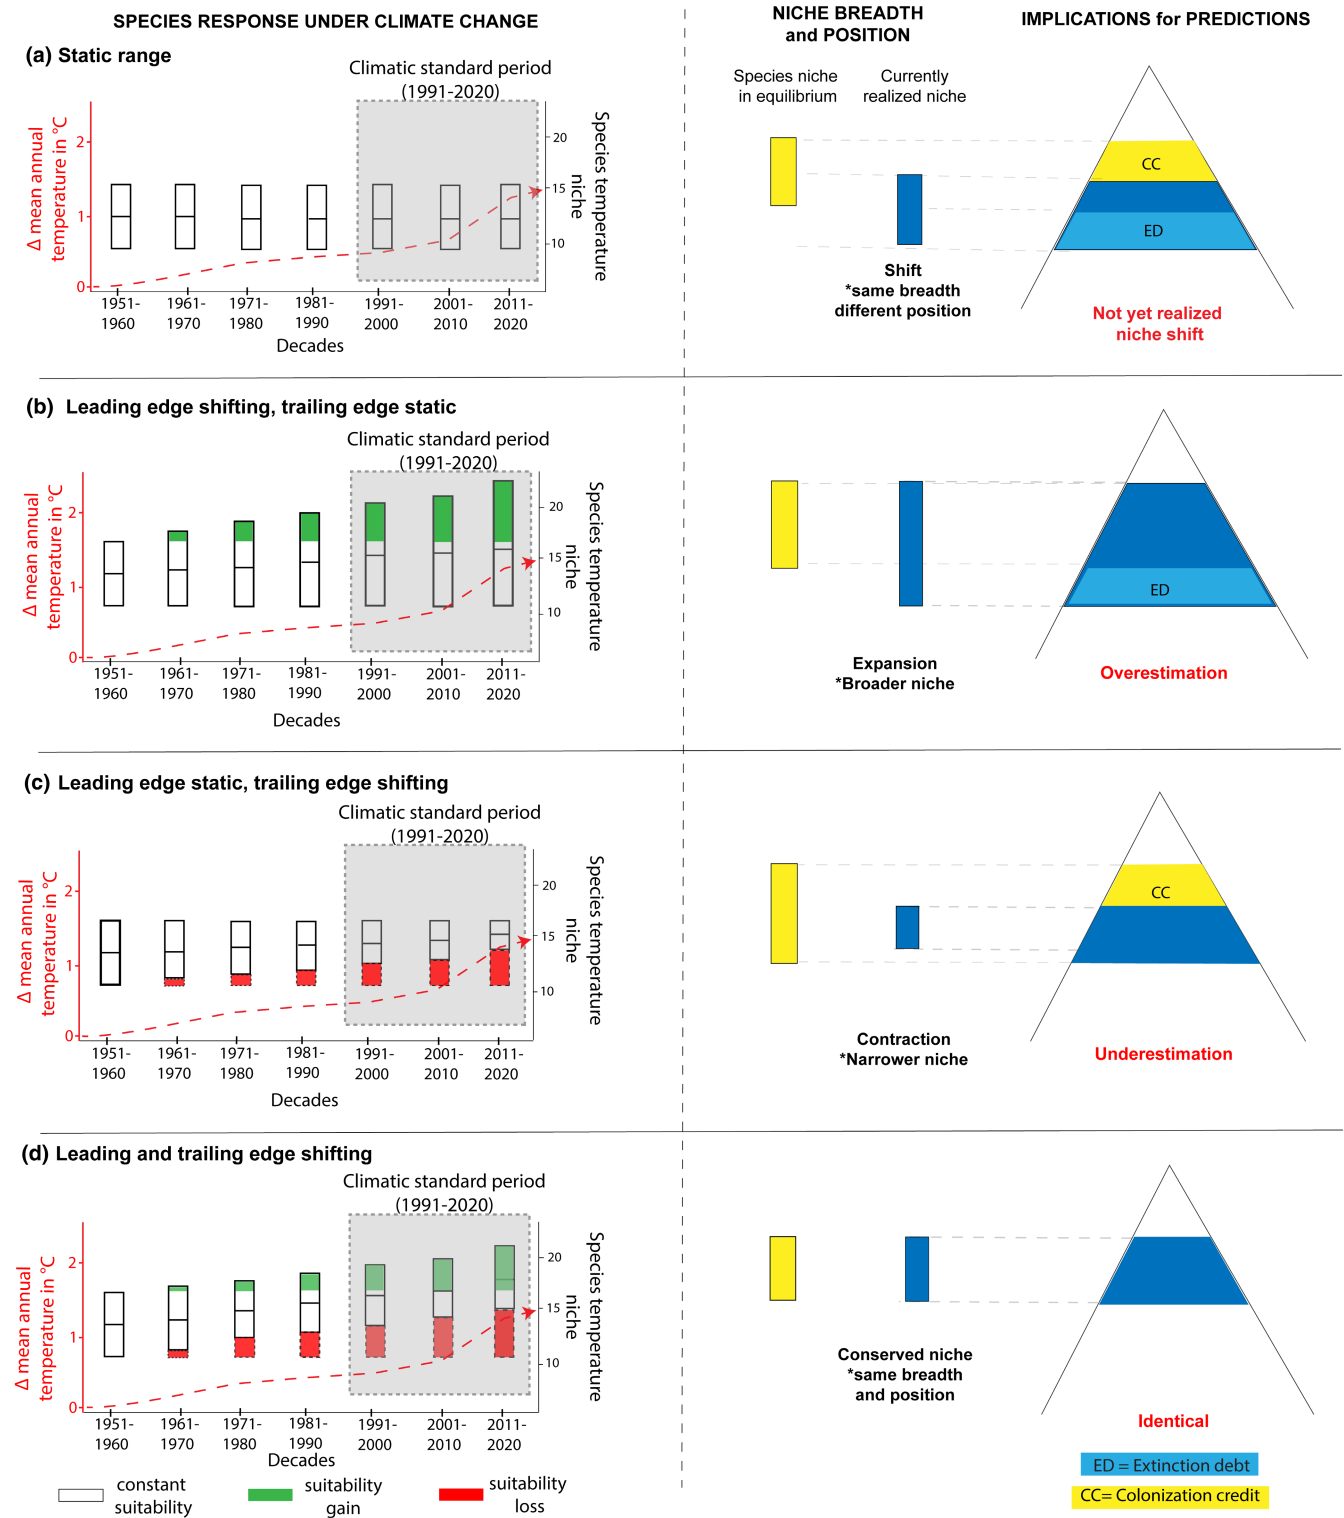 SPECIES RESPONSE UNDER CLIMATE CHANGE
NICHE BREADTH
and POSITION
IMPLICATIONS for PREDICTIONS
(a) Static range
Climatic standard period
(1991-2020)
Species niche
in equilibrium
Currently
realized niche
Δ mean annual
temperature in °C
2
1
0
20
15
10
Species temperature
niche
1951-
1960
1961-
1970
1971-
1980
1981-
1990
1991-
2000
2001-
2010
2011-
2020
Decades
Shift
*same breadth
different position
CC
ED
Not yet realized
niche shift
(b) Leading edge shifting, trailing edge static
Climatic standard period
(1991-2020)
Δ mean annual
temperature in °C
2
1
0
20
15
10
Species temperature
niche
1951-
1960
1961-
1970
1971-
1980
1981-
1990
1991-
2000
2001-
2010
2011-
2020
Decades
Expansion
*Broader niche
ED
Overestimation
(c) Leading edge static, trailing edge shifting
Climatic standard period
(1991-2020)
Δ mean annual
temperature in °C
2
1
0
20
15
10
Species temperature
niche
1951-
1960
1961-
1970
1971-
1980
1981-
1990
1991-
2000
2001-
2010
2011-
2020
Decades
Contraction
*Narrower niche
CC
Underestimation
(d) Leading and trailing edge shifting
Climatic standard period
(1991-2020)
Δ mean annual
temperature in °C
2
1
0
20
15
10
Species temperature
niche
1951-
1960
1961-
1970
1971-
1980
1981-
1990
1991-
2000
2001-
2010
2011-
2020
Decades
Conserved niche
*same breadth
and position
Identical
constant
suitability
suitability
gain
suitability
loss
ED = Extinction debt
CC= Colonization credit